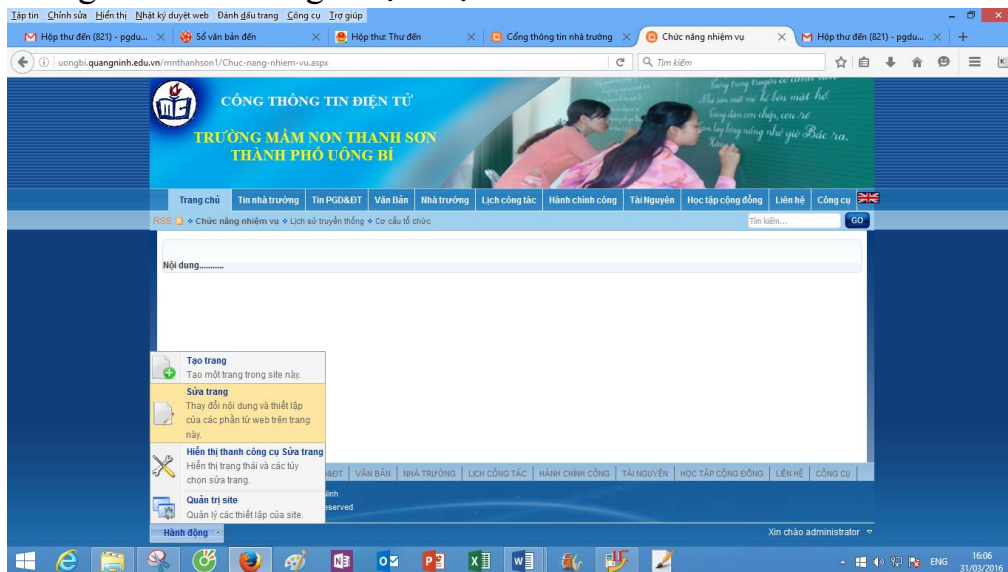 Tập tin Chỉnh sửa Hiển thị Nhật ký duyệt web Đánh dấu trang Công cụ Trợ giúp
Hộp thư đến (821) - pgdu... Sổ văn bản đến Hộp thư: Thư đến Cổng thông tin nhà trường Chức năng nhiệm vụ Hộp thư đến (821) - pgdu...
uongbi.quangninh.edu.vn/mnthanhson1/Chuc-nang-nhiem-vu.aspx Tìm kiếm
CỔNG THÔNG TIN ĐIỆN TỬ
TRƯỜNG MẦM NON THANH SƠN
THÀNH PHỐ UÔNG BÍ
Trang chủ Tin nhà trường Tin PGD&ĐT Văn Bản Nhà trường Lịch công tác Hành chính công Tài Nguyên Học tập cộng đồng Liên hệ Công cụ
RSS Chức năng nhiệm vụ Lịch sử truyền thống Cơ cấu tổ chức Tìm kiếm... GO
Nội dung...........
Tạo trang
Tạo một trang trong site này.
Sửa trang
Thay đổi nội dung và thiết lập
của các phần tử web trên trang
này.
Hiển thị thanh công cụ Sửa trang
Hiển thị trạng thái và các tùy
chọn sửa trang.
&ĐT VĂN BẢN NHÀ TRƯỜNG LỊCH CÔNG TÁC HÀNH CHÍNH CÔNG TÀI NGUYÊN HỌC TẬP CỘNG ĐỒNG LIÊN HỆ CÔNG CỤ
Quản trị site
Quản lý các thiết lập của site.
Ninh
eserved
Hành động Xin chào administrator
ENG 16:06
31/03/2016